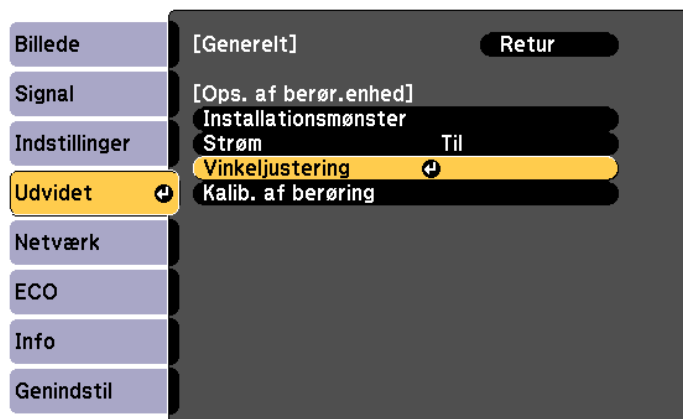 Billede
Signal
Indstillinger
Udvidet
Netværk
ECO
Info
Genindstil
[Generelt] Retur
[Ops. af berør.enhed]
Installationsmønster
Strøm Til
Vinkeljustering
Kalib. af berøring